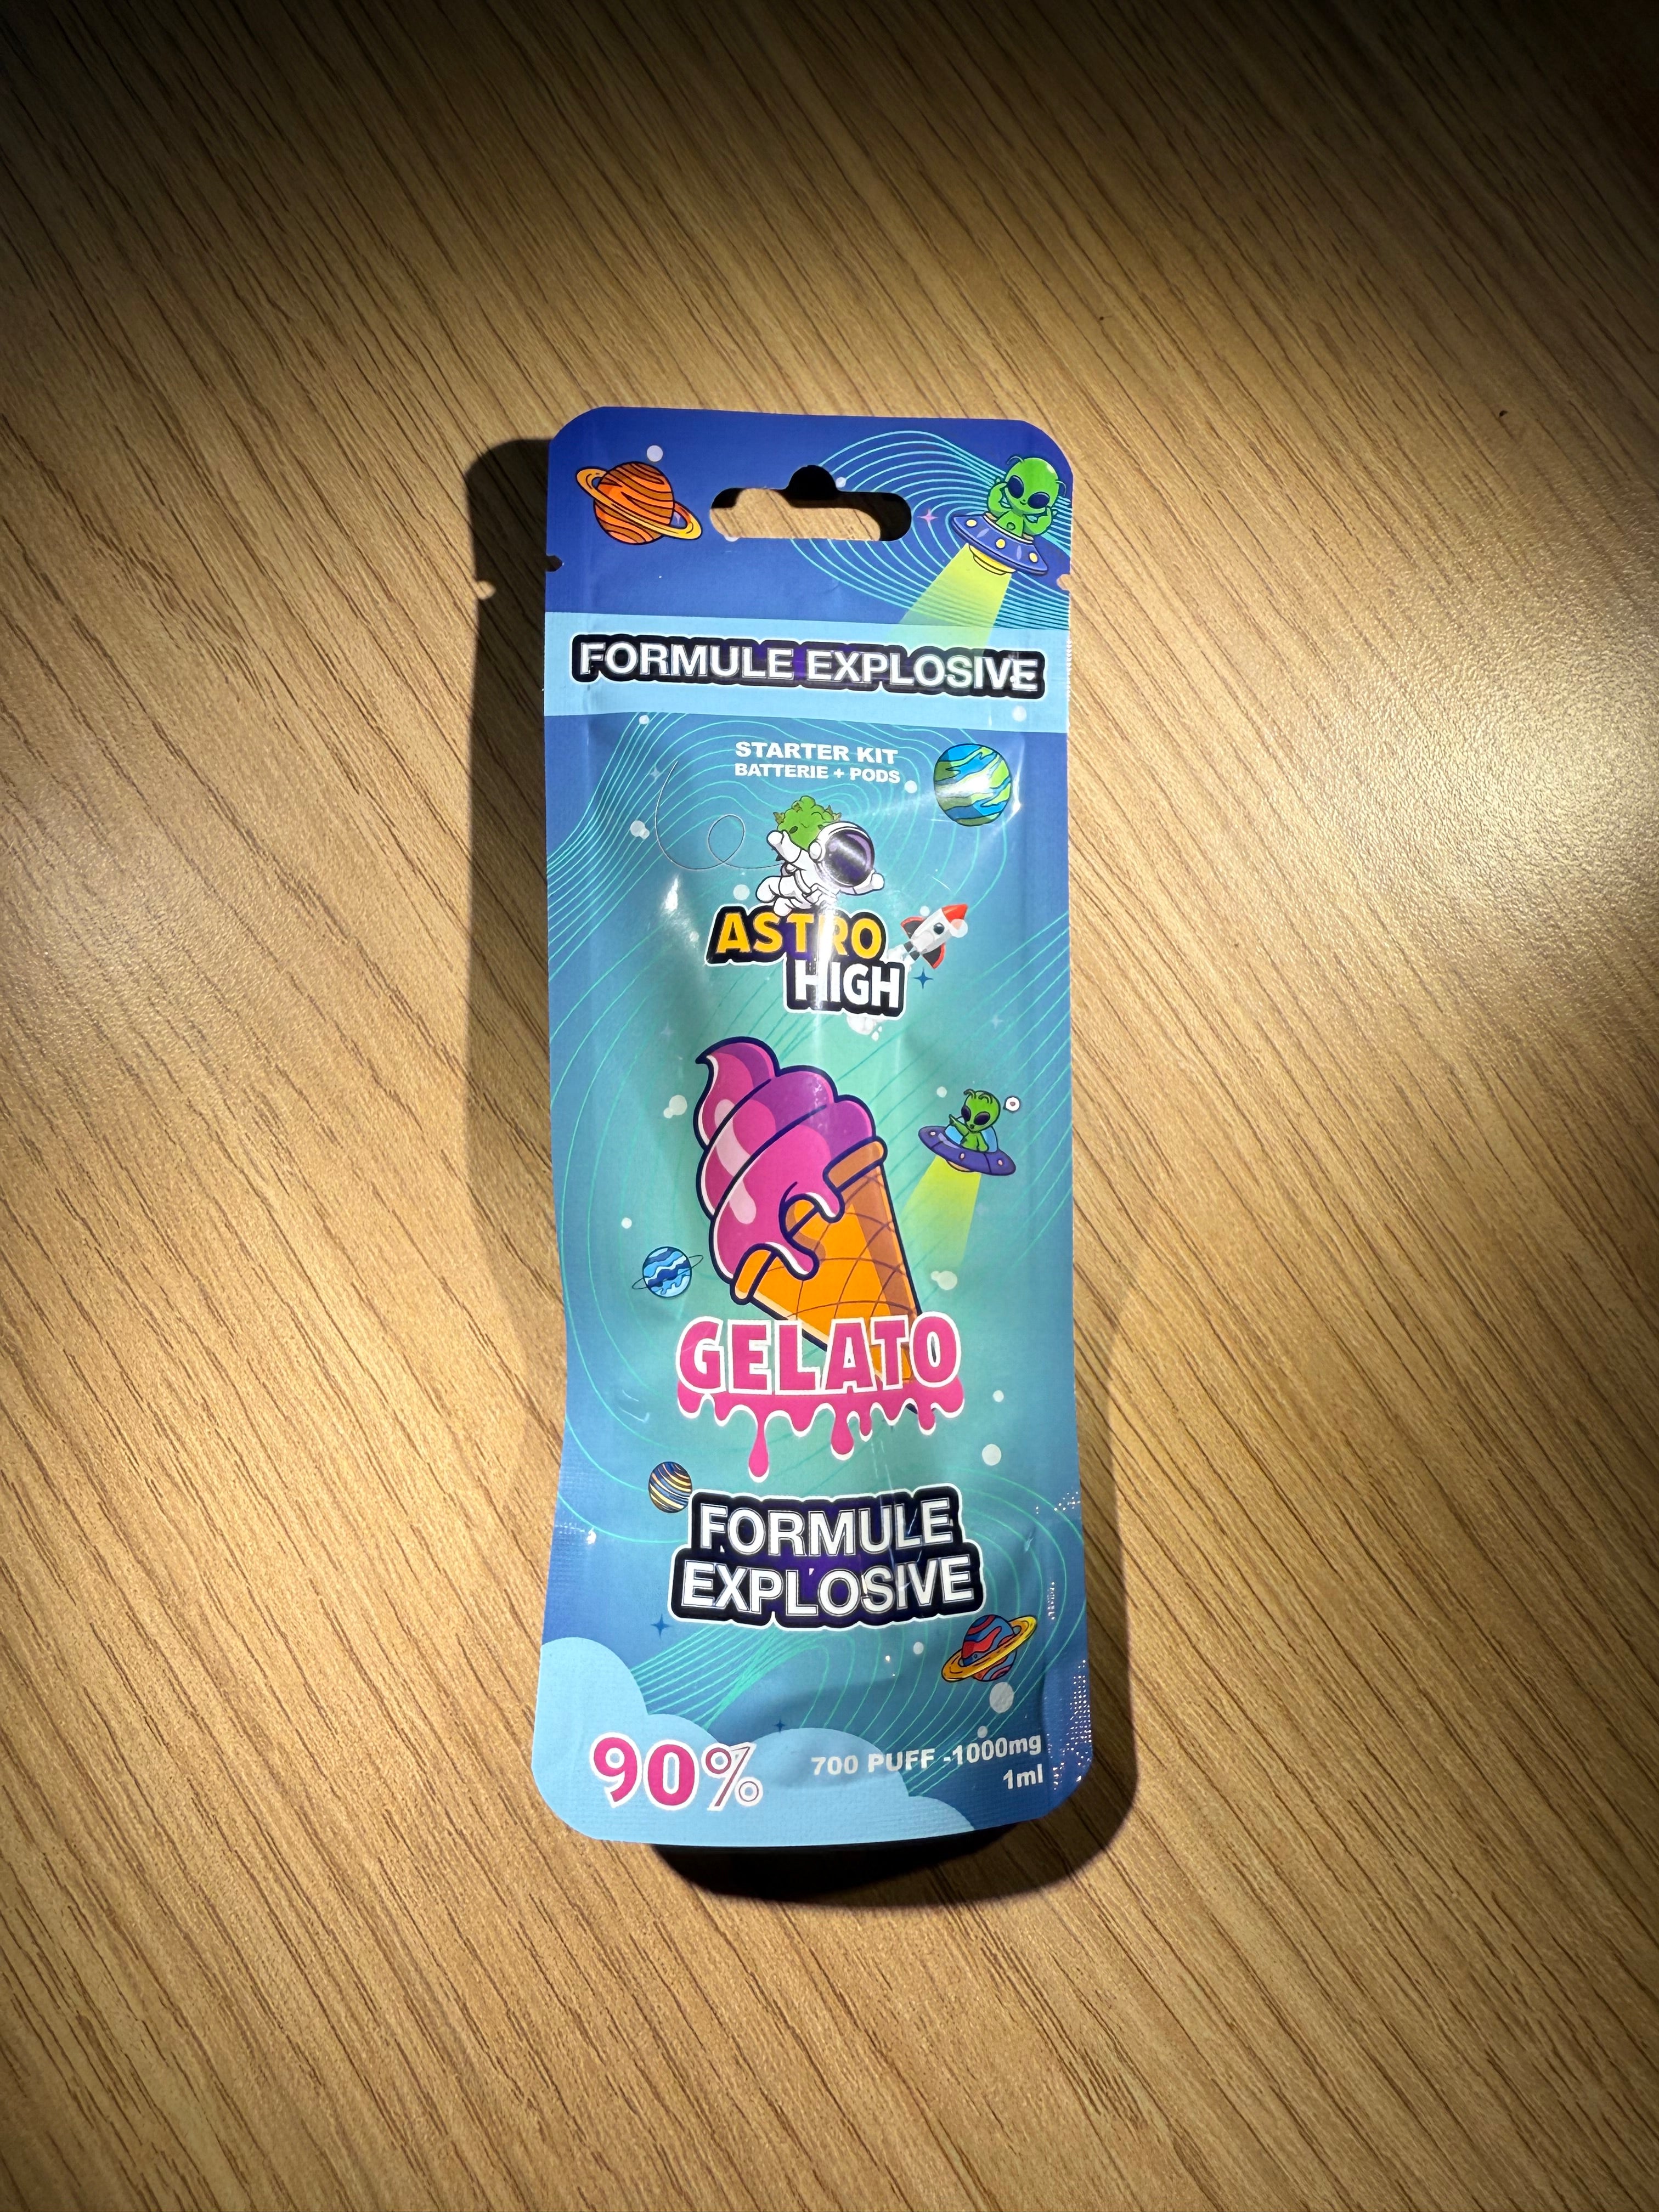 FORMULE EXPLOSIVE
STARTER KIT
BATTERIE + PODS
ASTRO
HIGH
GELATO
FORMULE
EXPLOSIVE
90%
700 PUFF -1000mg
1ml